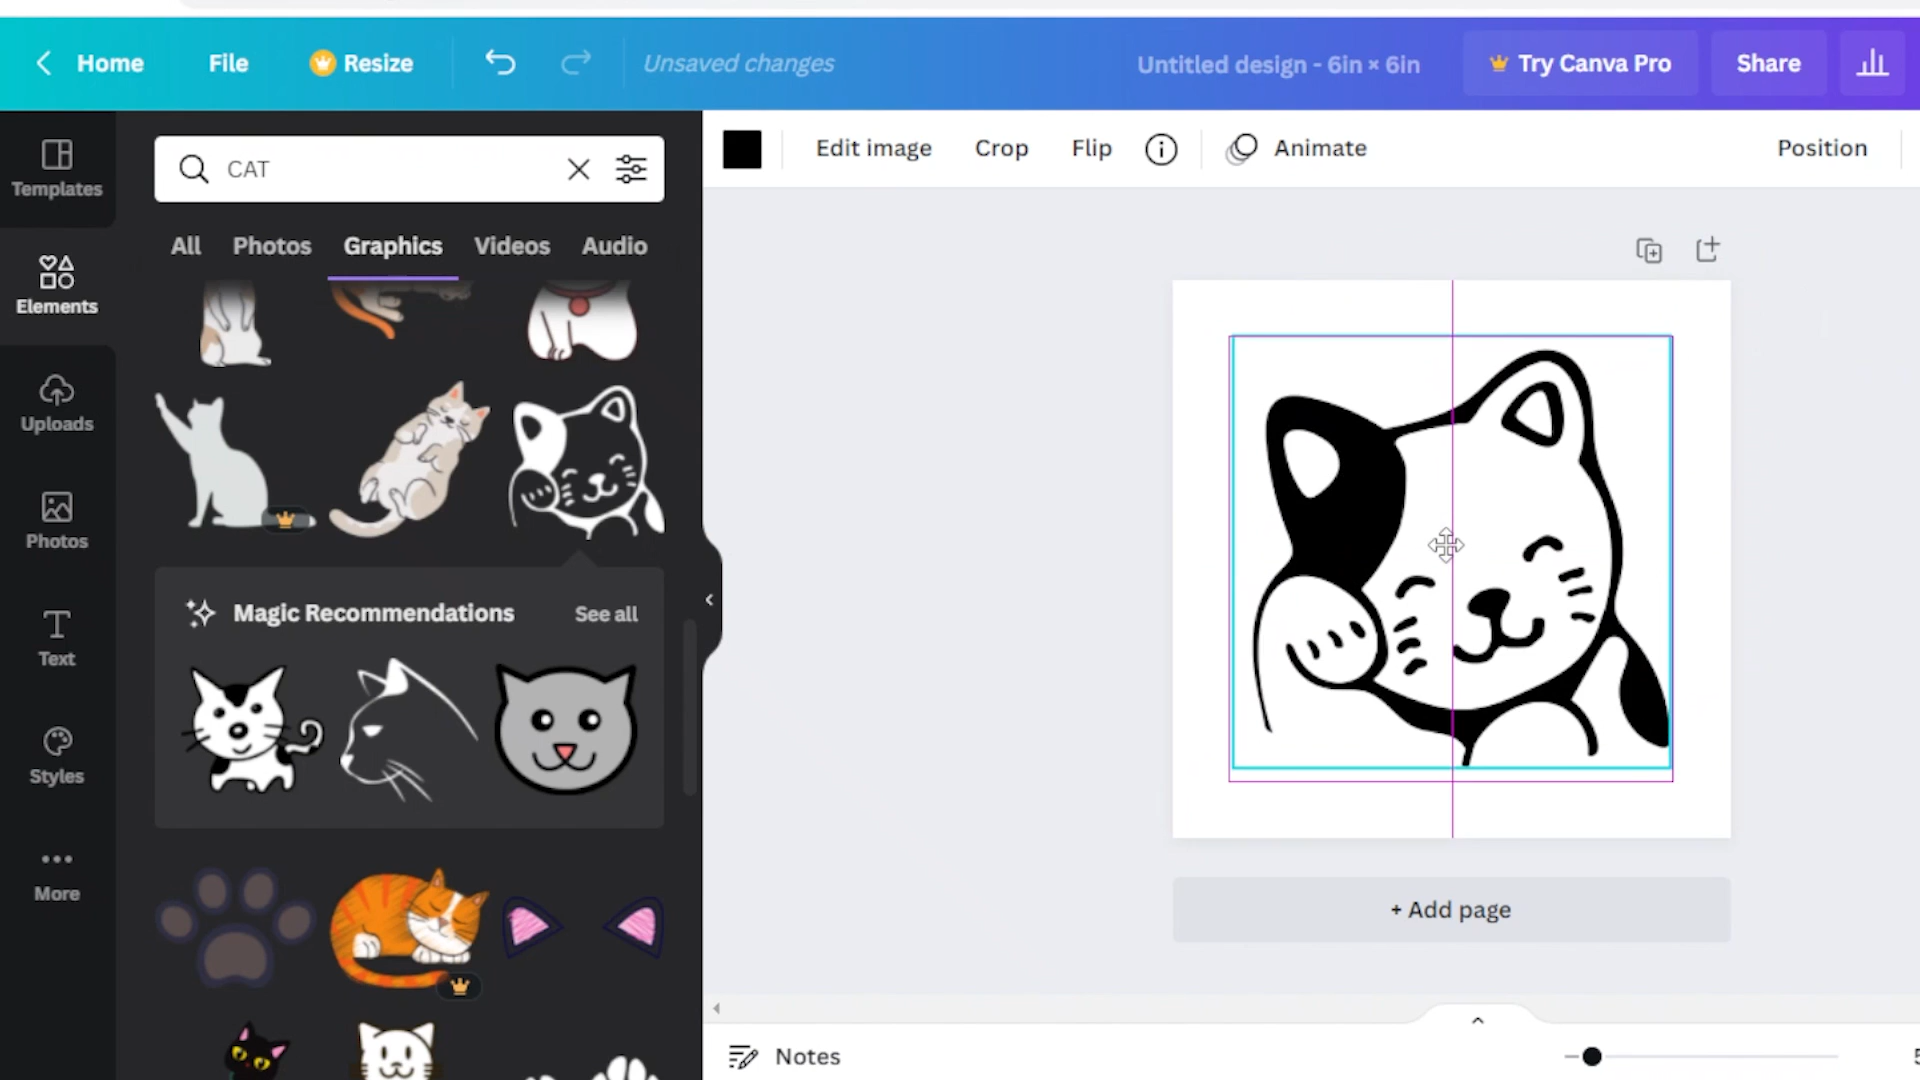 Home
File
Resize
Unsaved changes
Untitled design - 6in × 6in
Try Canva Pro
Share
Templates
Elements
Uploads
Photos
Text
Styles
More
CAT
All
Photos
Graphics
Videos
Audio
Magic Recommendations
See all
Edit image
Crop
Flip
Animate
Position
+ Add page
Notes